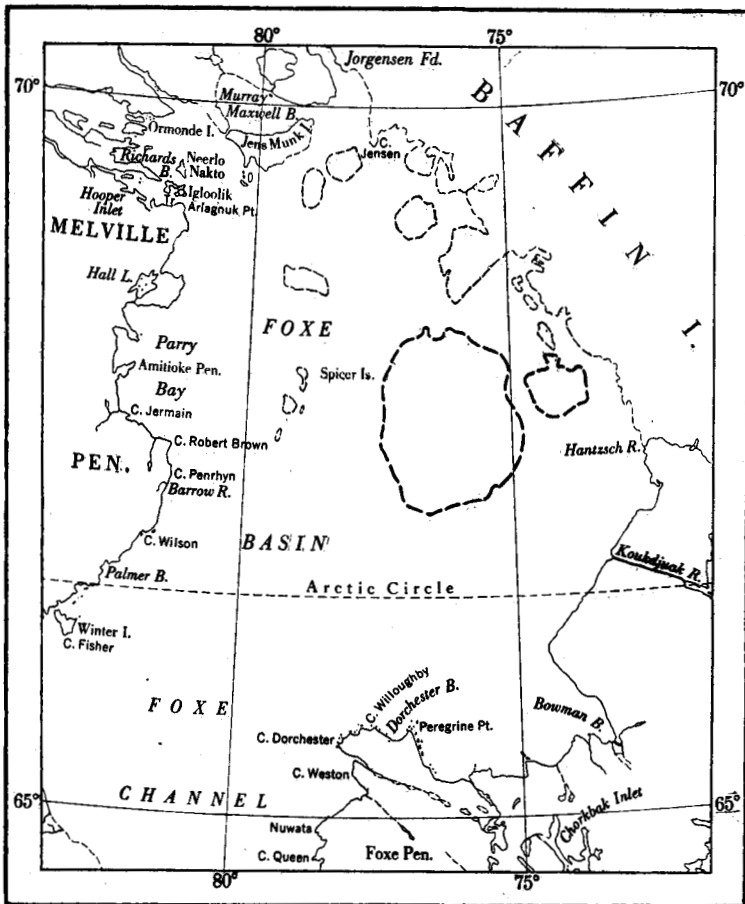 80°
75°
70°
70°
Jorgensen Fd.
BAFFIN I.
Murray
Maxwell B.
Ormonde I.
Jens Munk I.
C.
Jensen
Richards
B.
Neerlo
Nakto
Igloolik
Arlagnuk Pt.
Hooper
Inlet
MELVILLE
Hall L.
FOXE
Parry
Amitioke Pen.
Spicer Is.
Bay
C. Jermain
C. Robert Brown
Hantzsch R.
PEN.
C. Penrhyn
Barrow R.
C. Wilson
BASIN
Koukdjuak R.
Palmer B.
Arctic Circle
Winter I.
C. Fisher
C. Willoughby
Dorchester B.
FOXE
Peregrine Pt.
Bowman B.
C. Dorchester
C. Weston
CHANNEL
65°
65°
Chorkbak Inlet
Nuwata
C. Queen
Foxe Pen.
80°
75°